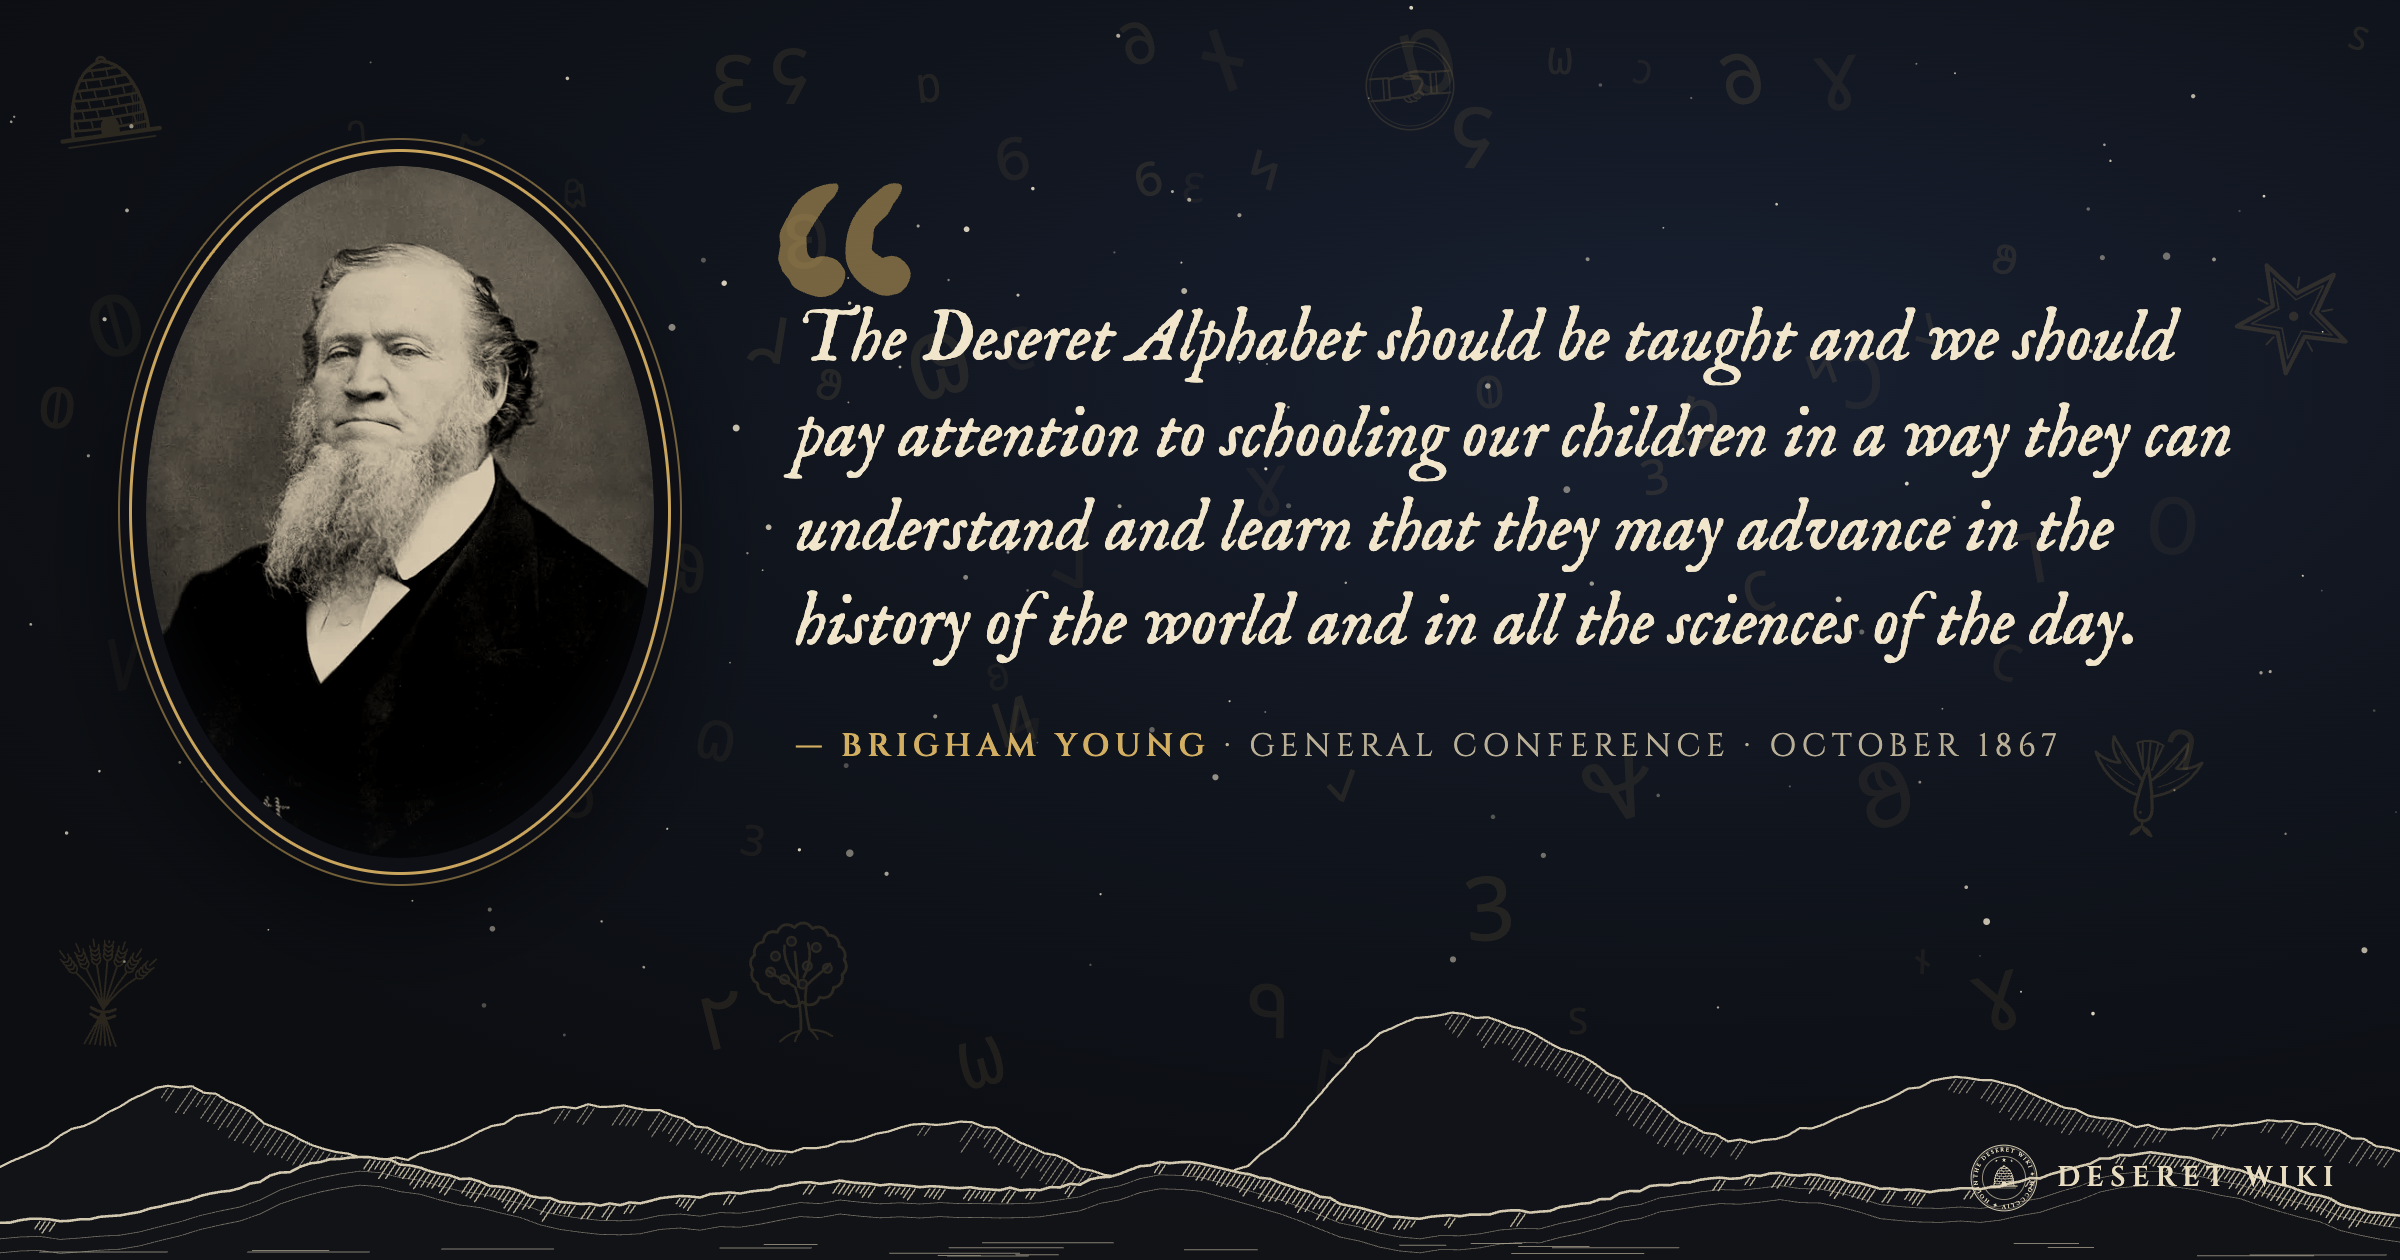 “
The Deseret Alphabet should be taught and we should
pay attention to schooling our children in a way they can
understand and learn that they may advance in the
history of the world and in all the sciences of the day.
— BRIGHAM YOUNG · GENERAL CONFERENCE · OCTOBER 1867
DESERET WIKI